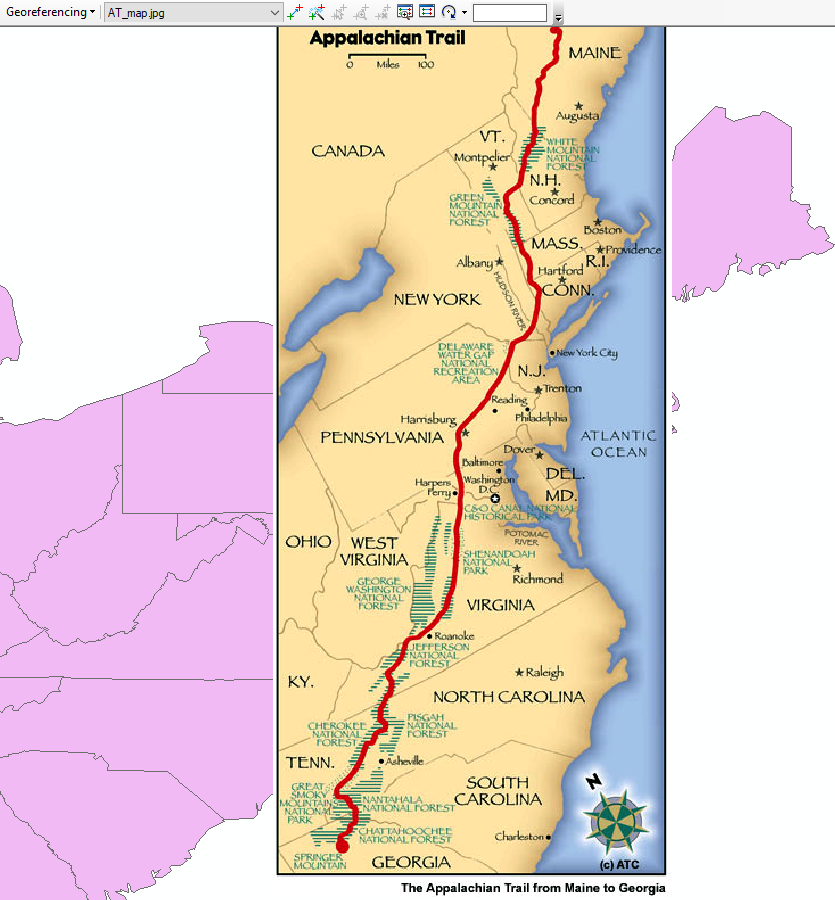 Georeferencing
AT_map.jpg
Appalachian Trail
0 Miles 100
MAINE
Augusta
VT.
WHITE
MOUNTAIN
NATIONAL
FOREST
CANADA
Montpelier
N.H.
Concord
GREEN
MOUNTAIN
NATIONAL
FOREST
Boston
MASS.
Providence
R.I.
Albany
Hartford
HUDSON RIVER
CONN.
NEW YORK
DELAWARE
WATER GAP
NATIONAL
RECREATION
AREA
New York City
N.J.
Trenton
Reading
Philadelphia
Harrisburg
PENNSYLVANIA
ATLANTIC
OCEAN
Dover
Baltimore
DEL.
Washington
D.C.
Harpers
Ferry
MD.
C&O CANAL NATIONAL
HISTORICAL PARK
POTOMAC
RIVER
OHIO
WEST
VIRGINIA
SHENANDOAH
NATIONAL
PARK
Richmond
GEORGE
WASHINGTON
NATIONAL
FOREST
VIRGINIA
Roanoke
JEFFERSON
NATIONAL
FOREST
Raleigh
KY.
NORTH CAROLINA
PISGAH
NATIONAL
FOREST
CHEROKEE
NATIONAL
FOREST
TENN.
Asheville
GREAT
SMOKY
MOUNTAINS
NATIONAL
PARK
SOUTH
CAROLINA
NANTAHALA
NATIONAL FOREST
N
CHATTAHOOCHEE
NATIONAL FOREST
Charleston
SPRINGER
MOUNTAIN
GEORGIA
(c) ATC
The Appalachian Trail from Maine to Georgia